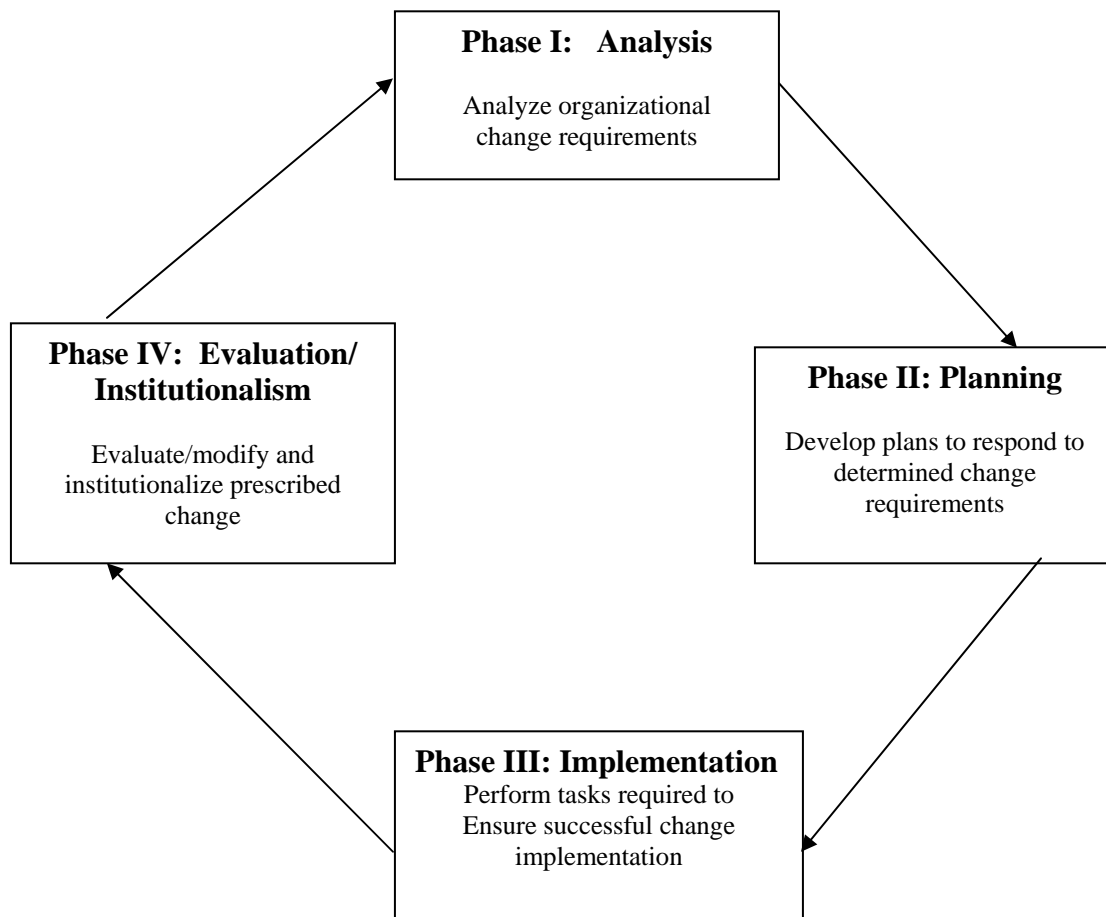 Phase I:   Analysis
Analyze organizational
change requirements
Phase II: Planning
Develop plans to respond to
determined change
requirements
Phase III: Implementation
Perform tasks required to
Ensure successful change
implementation
Phase IV:  Evaluation/
Institutionalism
Evaluate/modify and
institutionalize prescribed
change